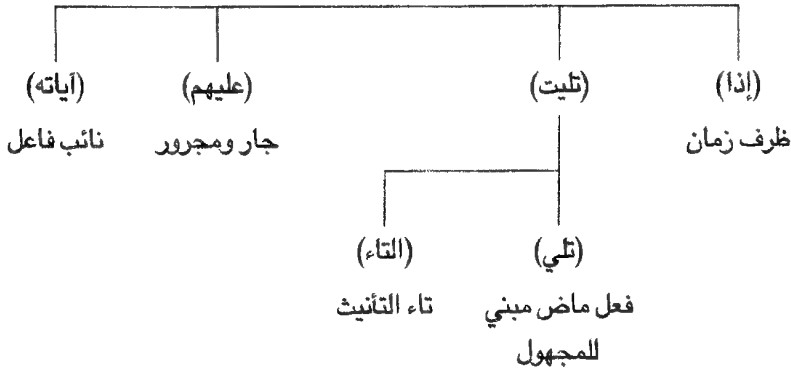 (إذا) (تليت) (عليهم) (آياته)
ظرف زمان جار ومجرور نائب فاعل
(تلي) (التاء)
فعل ماض مبني تاء التأنيث
للمجهول